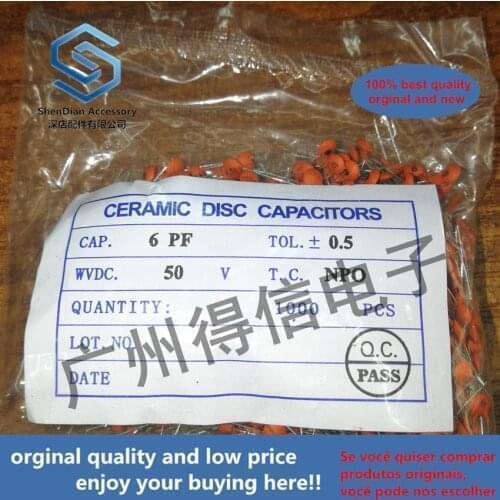 ShenDian Accessory
深店配件有限公司
100% best quality
orginal and new
CERAMIC DISC CAPACITORS
CAP. 6 PF TOL. ± 0.5
WVDC. 50 V T.C. NPO
QUANTITY: 1000 PCS
LOT.NO
DATE
Q.C.
PASS
广州得信电子
orginal quality and low price
enjoy your buying here!!
Se você quiser comprar
produtos originais,
você pode me escolher